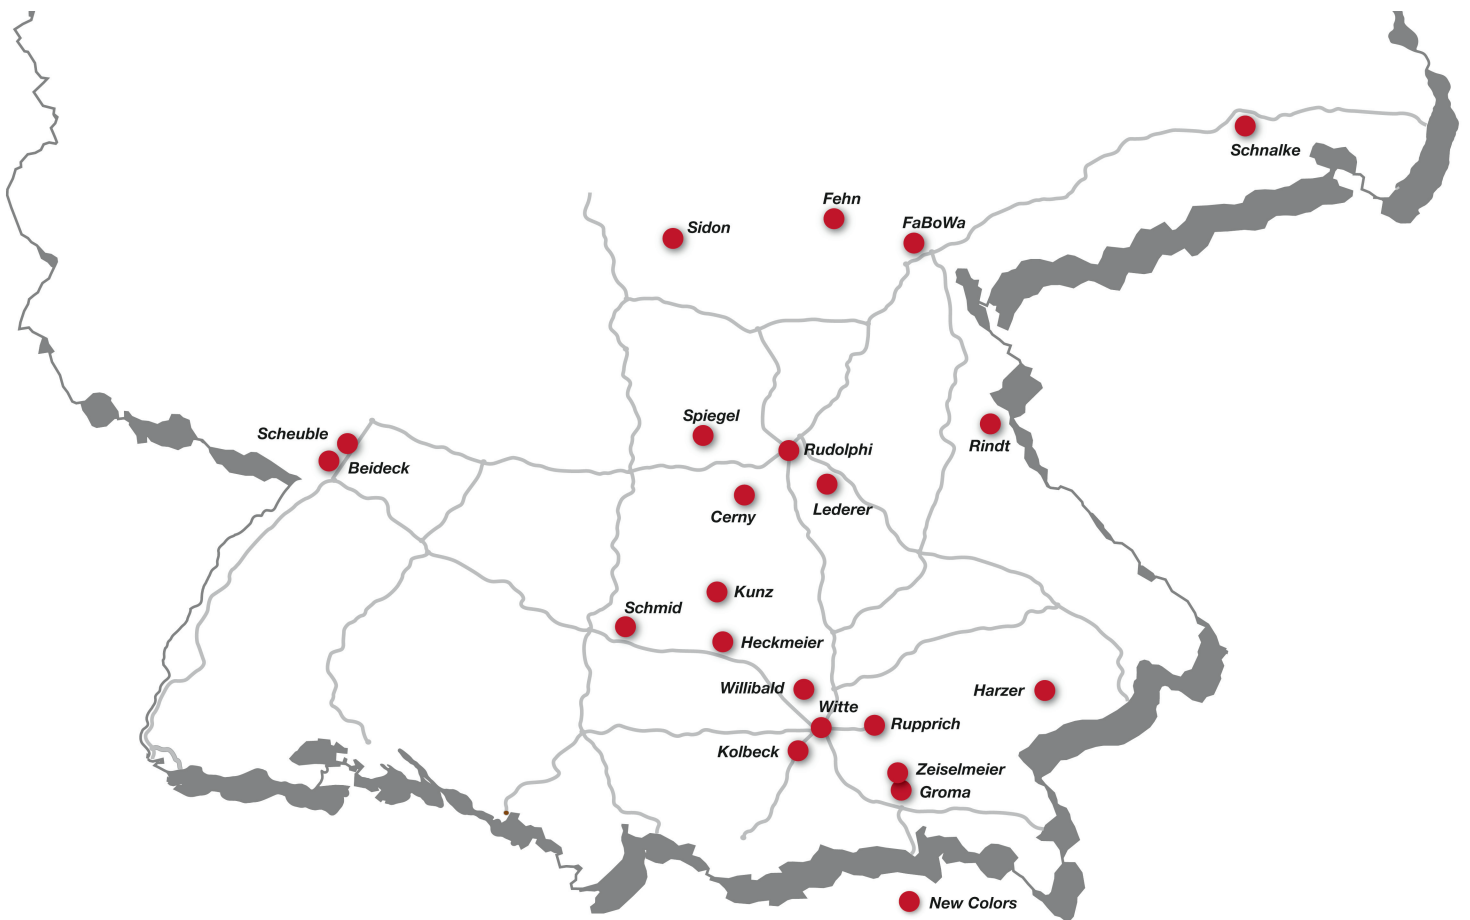 Schnalke
Fehn
FaBoWa
Sidon
Spiegel
Scheuble
Rudolphi
Rindt
Beideck
Lederer
Cerny
Kunz
Schmid
Heckmeier
Willibald
Harzer
Witte
Rupprich
Kolbeck
Zeiselmeier
Groma
New Colors